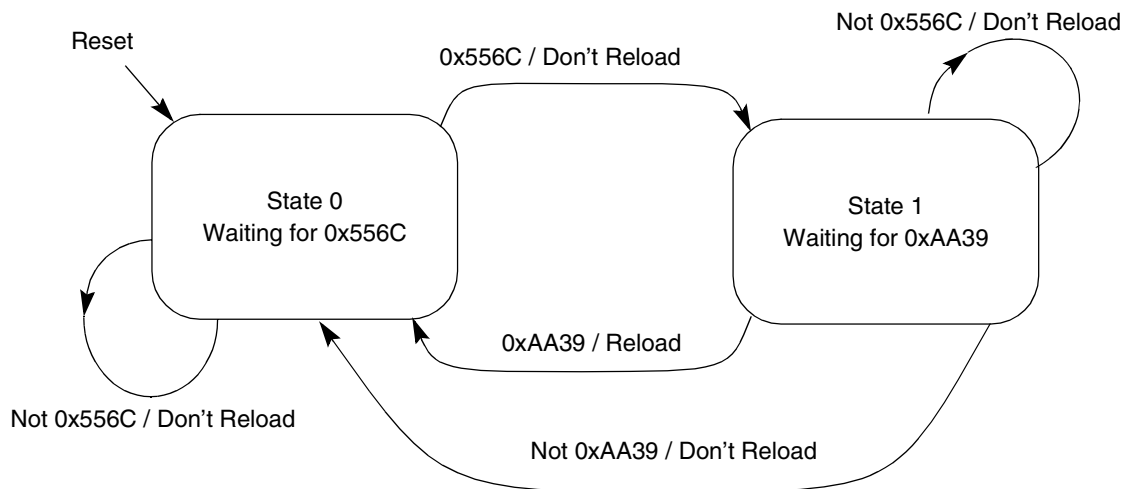 Reset
0x556C / Don't Reload
Not 0x556C / Don't Reload
State 0
Waiting for 0x556C
State 1
Waiting for 0xAA39
0xAA39 / Reload
Not 0x556C / Don't Reload
Not 0xAA39 / Don't Reload